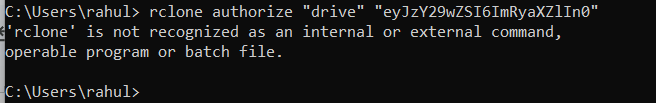 C:\Users\rahul> rclone authorize "drive" "eyJzY29wZSI6ImRyaXZlIn0"
'rclone' is not recognized as an internal or external command,
operable program or batch file.
C:\Users\rahul>